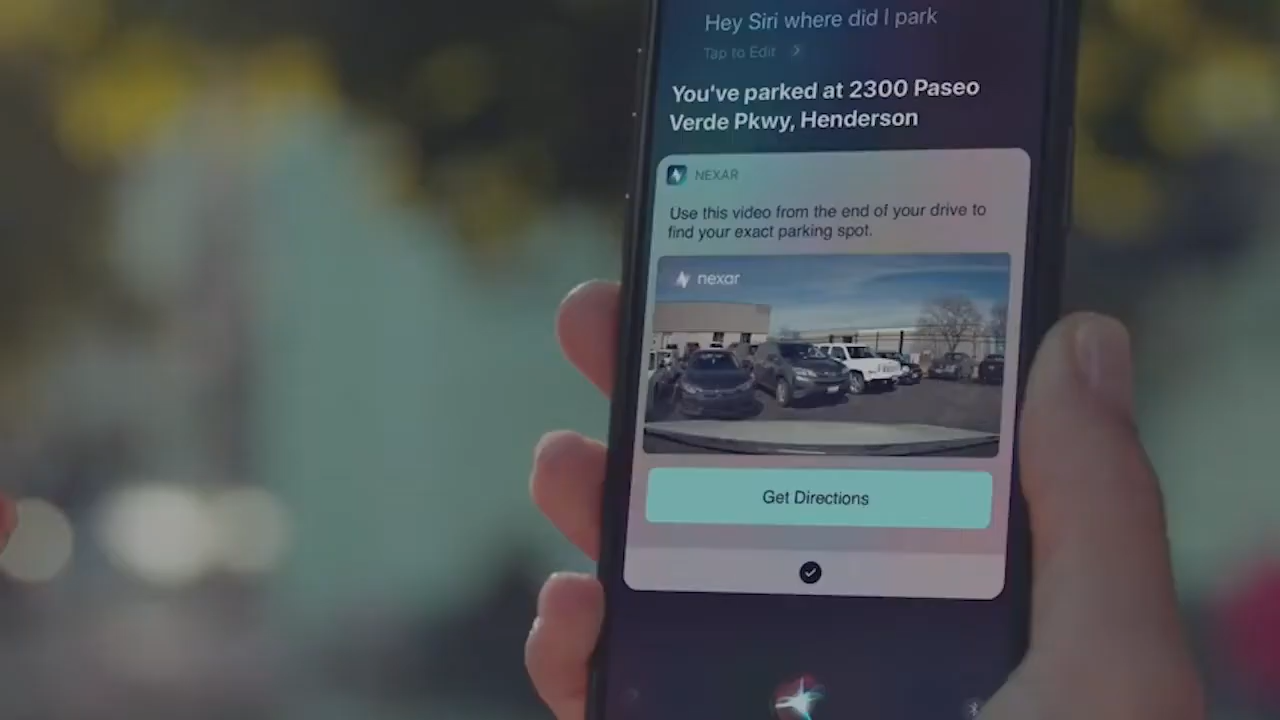 Hey Siri where did I park
Tap to Edit
You've parked at 2300 Paseo
Verde Pkwy, Henderson
NEXAR
Use this video from the end of your drive to
find your exact parking spot.
nexar
Get Directions